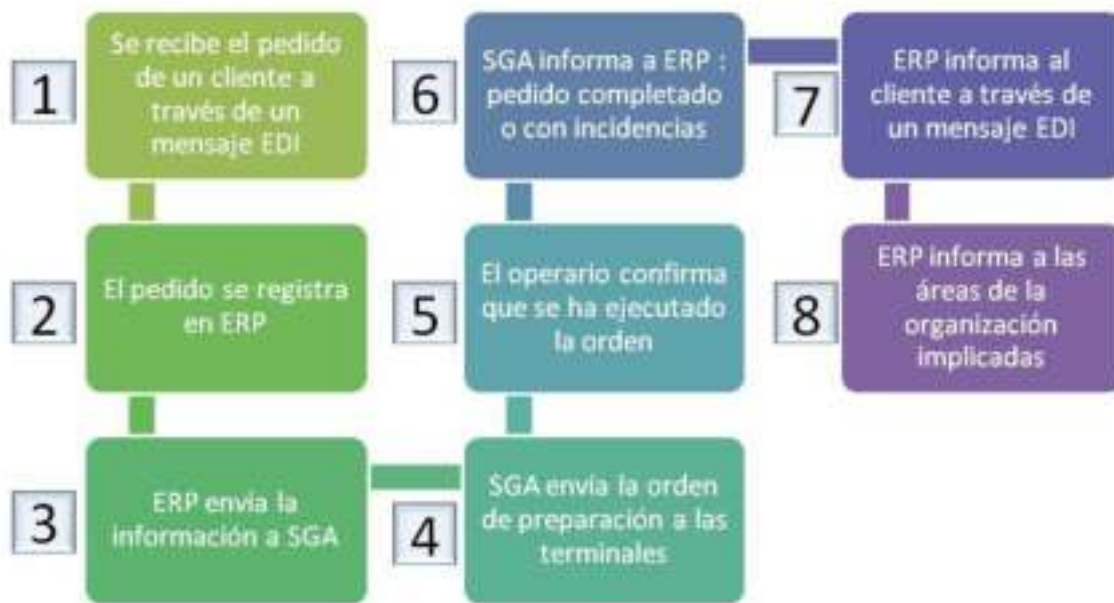 1
Se recibe el pedido
de un cliente a
través de un
mensaje EDI
2
El pedido se registra
en ERP
3
ERP envía la
información a SGA
4
SGA envía la orden
de preparación a las
terminales
5
El operario confirma
que se ha ejecutado
la orden
6
SGA informa a ERP :
pedido completado
o con incidencias
7
ERP informa al
cliente a través de
un mensaje EDI
8
ERP informa a las
áreas de la
organización
implicadas